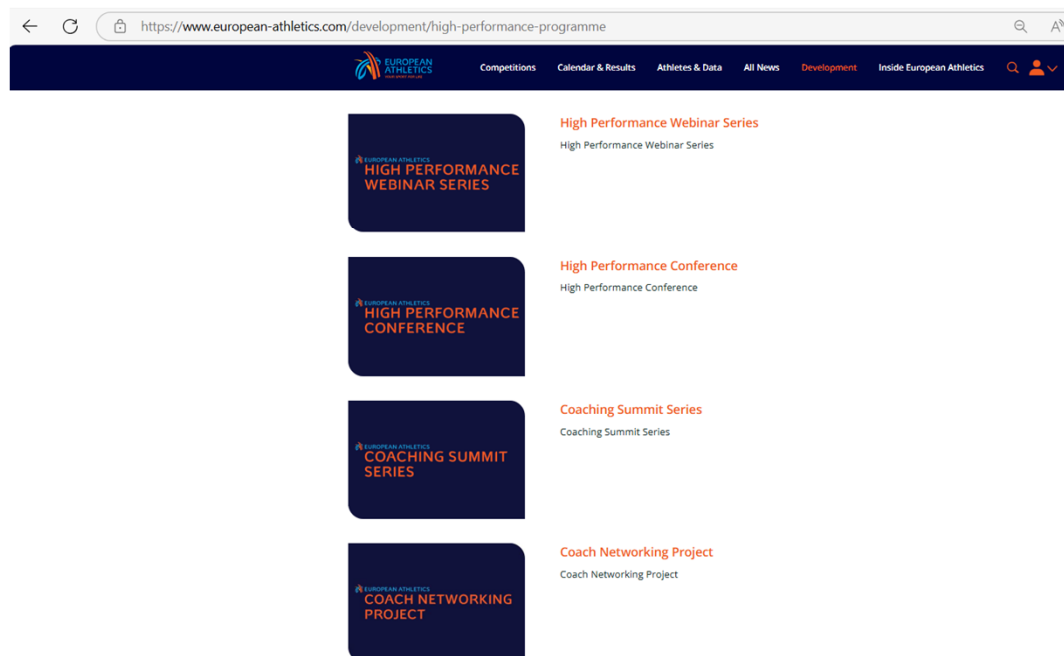 https://www.european-athletics.com/development/high-performance-programme
EUROPEAN
ATHLETICS
Competitions Calendar & Results Athletes & Data All News Development Inside European Athletics
EUROPEAN ATHLETICS
HIGH PERFORMANCE
WEBINAR SERIES
High Performance Webinar Series
High Performance Webinar Series
EUROPEAN ATHLETICS
HIGH PERFORMANCE
CONFERENCE
High Performance Conference
High Performance Conference
EUROPEAN ATHLETICS
COACHING SUMMIT
SERIES
Coaching Summit Series
Coaching Summit Series
EUROPEAN ATHLETICS
COACH NETWORKING
PROJECT
Coach Networking Project
Coach Networking Project